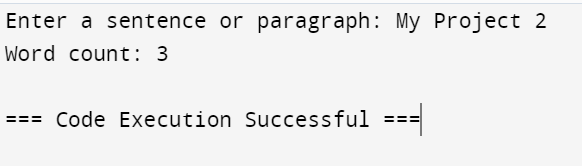 Enter a sentence or paragraph: My Project 2
Word count: 3
=== Code Execution Successful ===